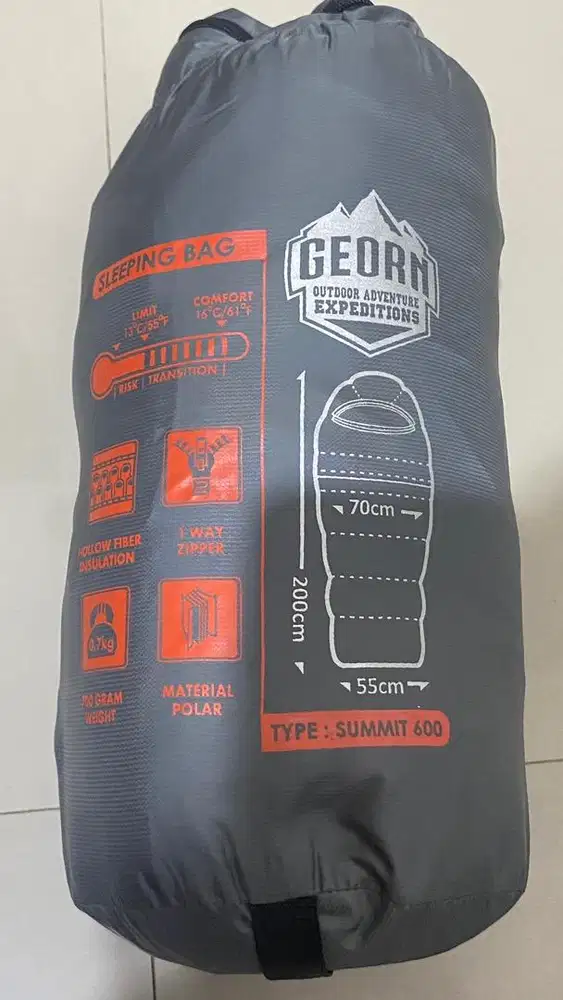 SLEEPING BAG
LIMIT
13°C/55°F
COMFORT
16°C/61°F
RISK | TRANSITION |
HOLLOW FIBER
INSULATION
1 WAY
ZIPPER
0.7kg
700 GRAM
WEIGHT
MATERIAL
POLAR
GEORN
OUTDOOR ADVENTURE
EXPEDITIONS
70cm
200cm
55cm
TYPE : SUMMIT 600